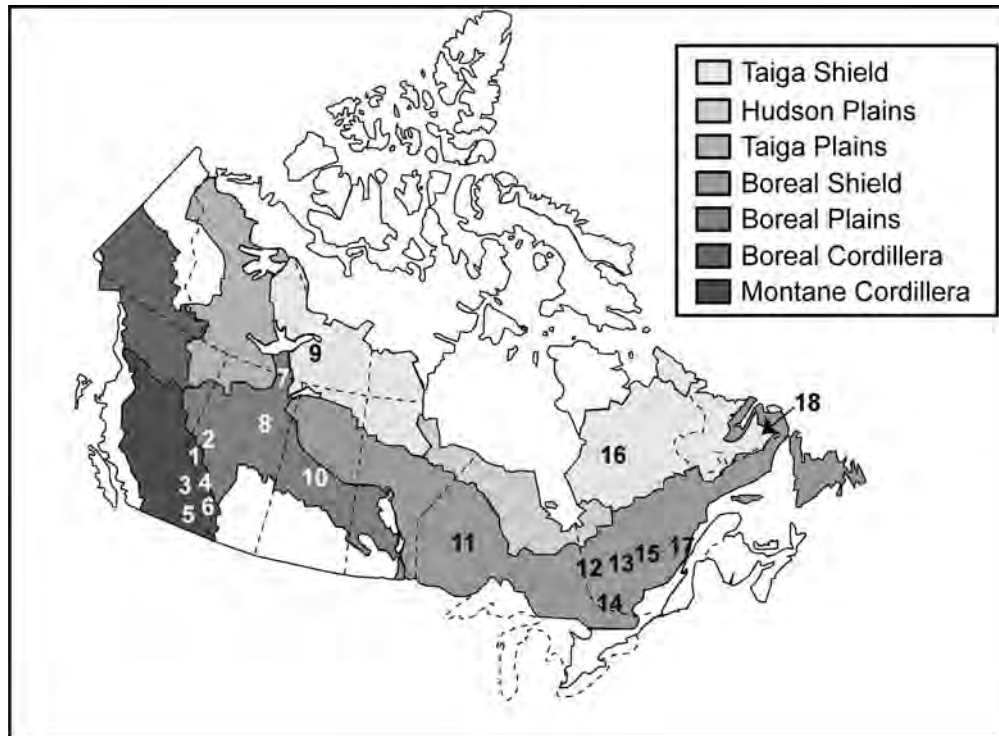 Taiga Shield
Hudson Plains
Taiga Plains
Boreal Shield
Boreal Plains
Boreal Cordillera
Montane Cordillera
9
7
18
8
2
1
16
10
3 4
5 6
11
12 13 15 17
14